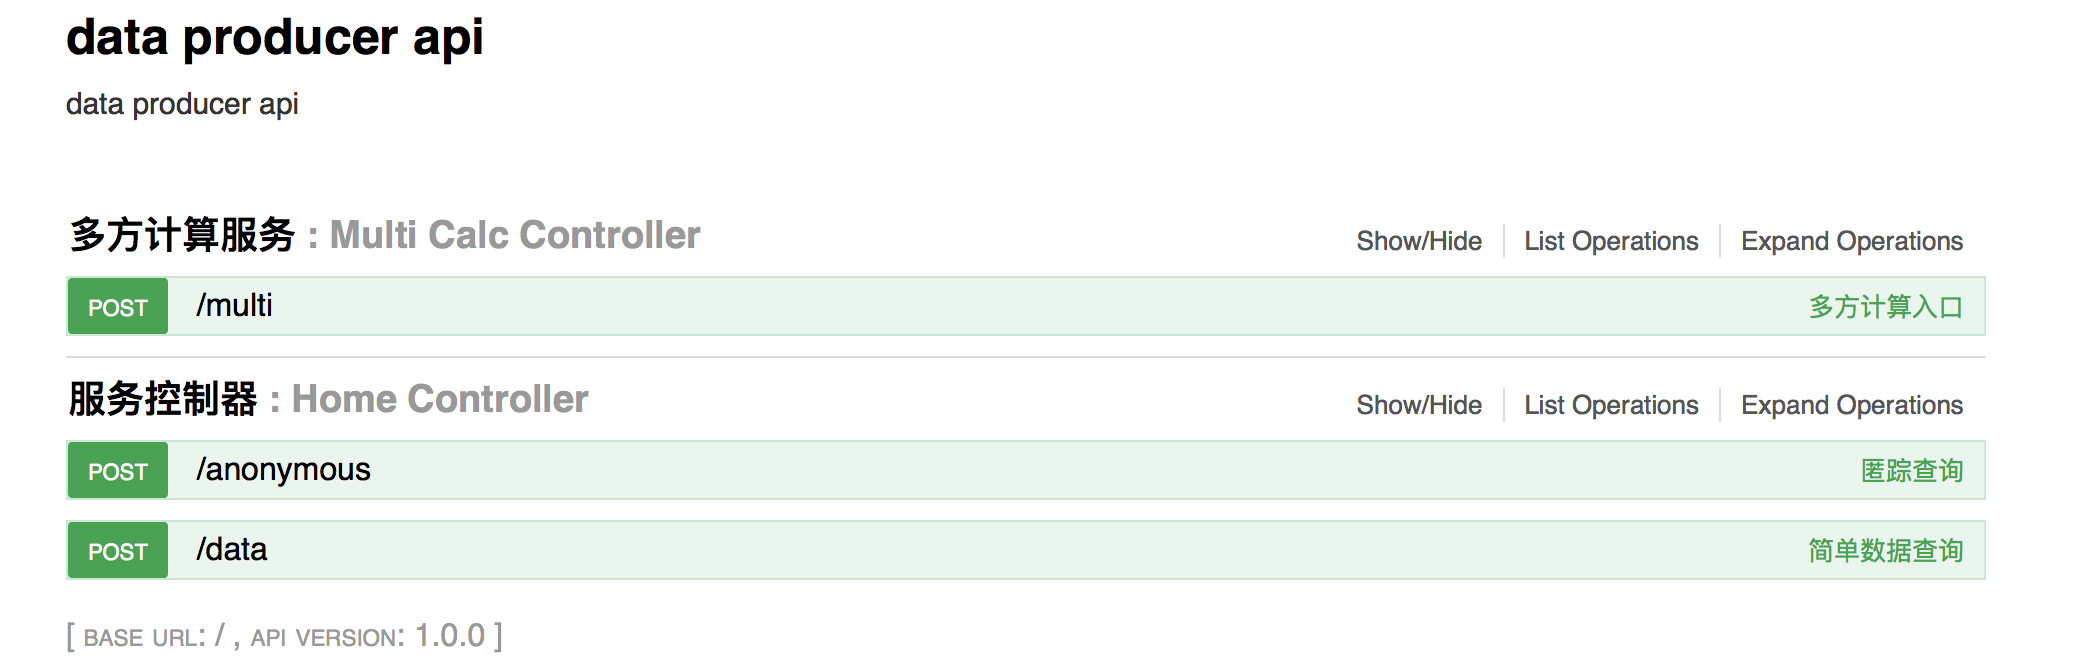 data producer api
data producer api
多方计算服务 : Multi Calc Controller
Show/Hide List Operations Expand Operations
POST /multi 多方计算入口
服务控制器 : Home Controller
Show/Hide List Operations Expand Operations
POST /anonymous 匿踪查询
POST /data 简单数据查询
[ BASE URL: / , API VERSION: 1.0.0 ]